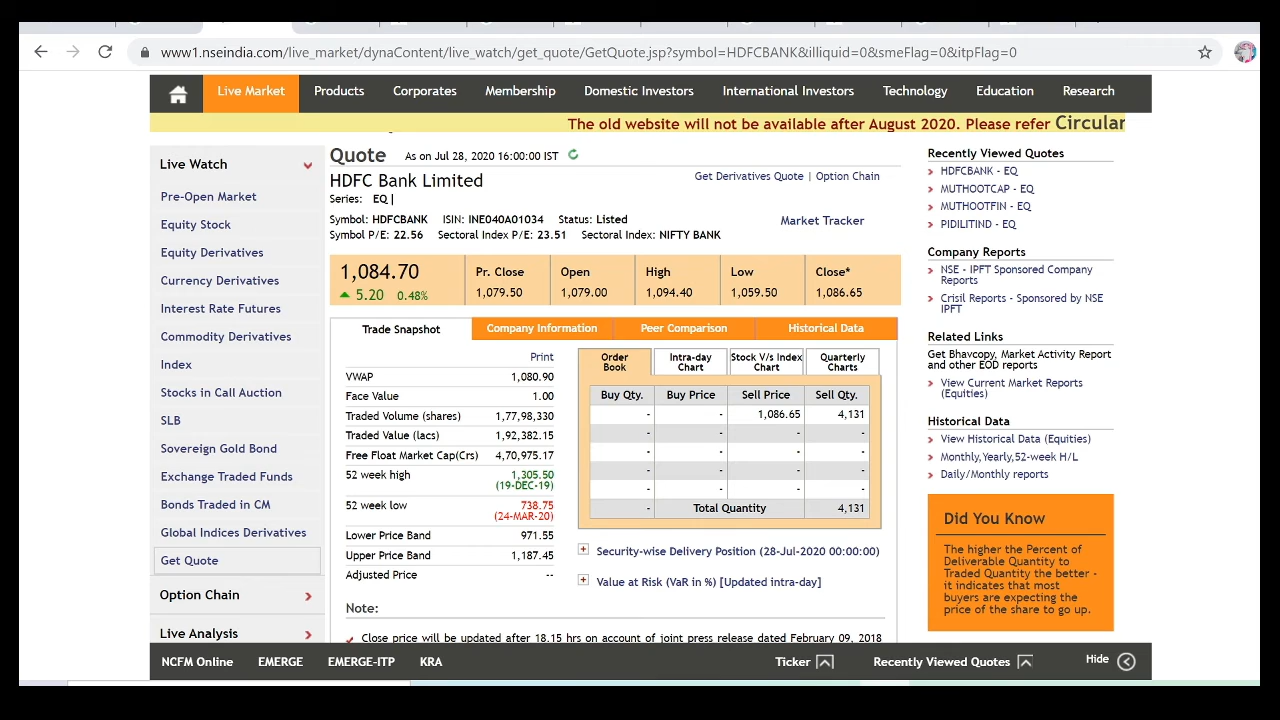 www1.nseindia.com/live_market/dynaContent/live_watch/get_quote/GetQuote.jsp?symbol=HDFCBANK&illiquid=0&smeFlag=0&itpFlag=0
Live Market Products Corporates Membership Domestic Investors International Investors Technology Education Research
The old website will not be available after August 2020. Please refer Circular
Live Watch
Pre-Open Market
Equity Stock
Equity Derivatives
Currency Derivatives
Interest Rate Futures
Commodity Derivatives
Index
Stocks in Call Auction
SLB
Sovereign Gold Bond
Exchange Traded Funds
Bonds Traded in CM
Global Indices Derivatives
Get Quote
Option Chain
Live Analysis
Quote As on Jul 28, 2020 16:00:00 IST
HDFC Bank Limited
Get Derivatives Quote | Option Chain
Series: EQ |
Symbol: HDFCBANK ISIN: INE040A01034 Status: Listed
Market Tracker
Symbol P/E: 22.56 Sectoral Index P/E: 23.51 Sectoral Index: NIFTY BANK
1,084.70 Pr. Close Open High Low Close*
5.20 0.48% 1,079.50 1,079.00 1,094.40 1,059.50 1,086.65
Trade Snapshot Company Information Peer Comparison Historical Data
Print
VWAP 1,080.90
Face Value 1.00
Traded Volume (shares) 1,77,98,330
Traded Value (lacs) 1,92,382.15
Free Float Market Cap(Crs) 4,70,975.17
52 week high 1,305.50
(19-DEC-19)
52 week low 738.75
(24-MAR-20)
Lower Price Band 971.55
Upper Price Band 1,187.45
Adjusted Price --
Note:
Close price will be updated after 18.15 hrs on account of joint press release dated February 09, 2018
Order Intra-day Stock V/s Index Quarterly
Book Chart Chart Charts
Buy Qty. Buy Price Sell Price Sell Qty.
- - 1,086.65 4,131
- - - -
- - - -
- - - -
- - - -
- Total Quantity 4,131
Security-wise Delivery Position (28-Jul-2020 00:00:00)
Value at Risk (VaR in %) [Updated intra-day]
Recently Viewed Quotes
HDFCBANK - EQ
MUTHOOTCAP - EQ
MUTHOOTFIN - EQ
PIDILITIND - EQ
Company Reports
NSE - IPFT Sponsored Company
Reports
Crisil Reports - Sponsored by NSE
IPFT
Related Links
Get Bhavcopy, Market Activity Report
and other EOD reports
View Current Market Reports
(Equities)
Historical Data
View Historical Data (Equities)
Monthly,Yearly,52-week H/L
Daily/Monthly reports
Did You Know
The higher the Percent of
Deliverable Quantity to
Traded Quantity the better -
it indicates that most
buyers are expecting the
price of the share to go up.
NCFM Online EMERGE EMERGE-ITP KRA Ticker Recently Viewed Quotes Hide